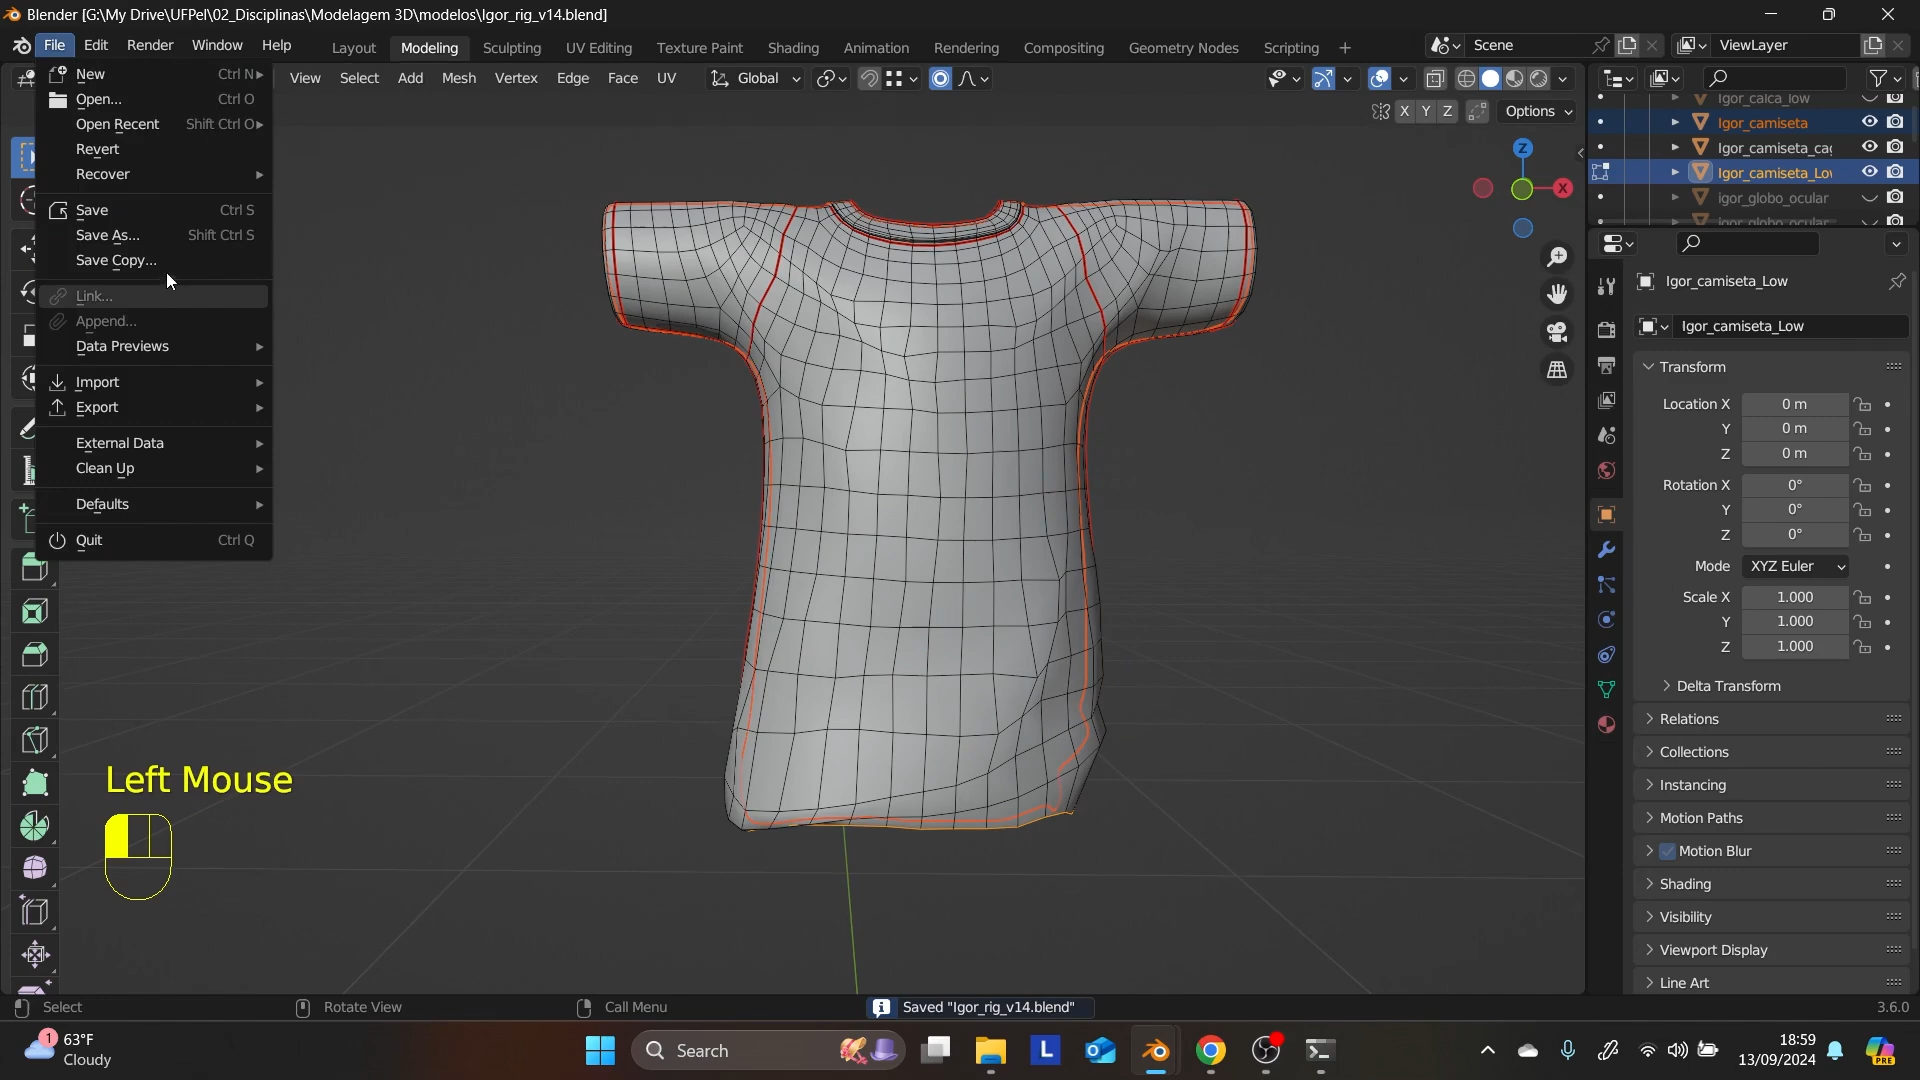 Blender [G:\My Drive\UFPel\02_Disciplinas\Modelagem 3D\modelos\Igor_rig_v14.blend]
File Edit Render Window Help Layout Modeling Sculpting UV Editing Texture Paint Shading Animation Rendering Compositing Geometry Nodes Scripting + Scene ViewLayer
View Select Add Mesh Vertex Edge Face UV Global
X Y Z Options
New Ctrl N
Open... Ctrl O
Open Recent Shift Ctrl O
Revert
Recover
Save Ctrl S
Save As... Shift Ctrl S
Save Copy...
Link...
Append...
Data Previews
Import
Export
External Data
Clean Up
Defaults
Quit Ctrl Q
Z
X
Left Mouse
Igor_calca_low
Igor_camiseta
Igor_camiseta_ca
Igor_camiseta_Lo
igor_globo_ocular
igor_globo_ocular
Igor_camiseta_Low
Igor_camiseta_Low
Transform
Location X 0 m
Y 0 m
Z 0 m
Rotation X 0°
Y 0°
Z 0°
Mode XYZ Euler
Scale X 1.000
Y 1.000
Z 1.000
Delta Transform
Relations
Collections
Instancing
Motion Paths
Motion Blur
Shading
Visibility
Viewport Display
Line Art
Select Rotate View Call Menu Saved "Igor_rig_v14.blend" 3.6.0
1
63°F
Cloudy
Search
L
18:59
13/09/2024
PRE